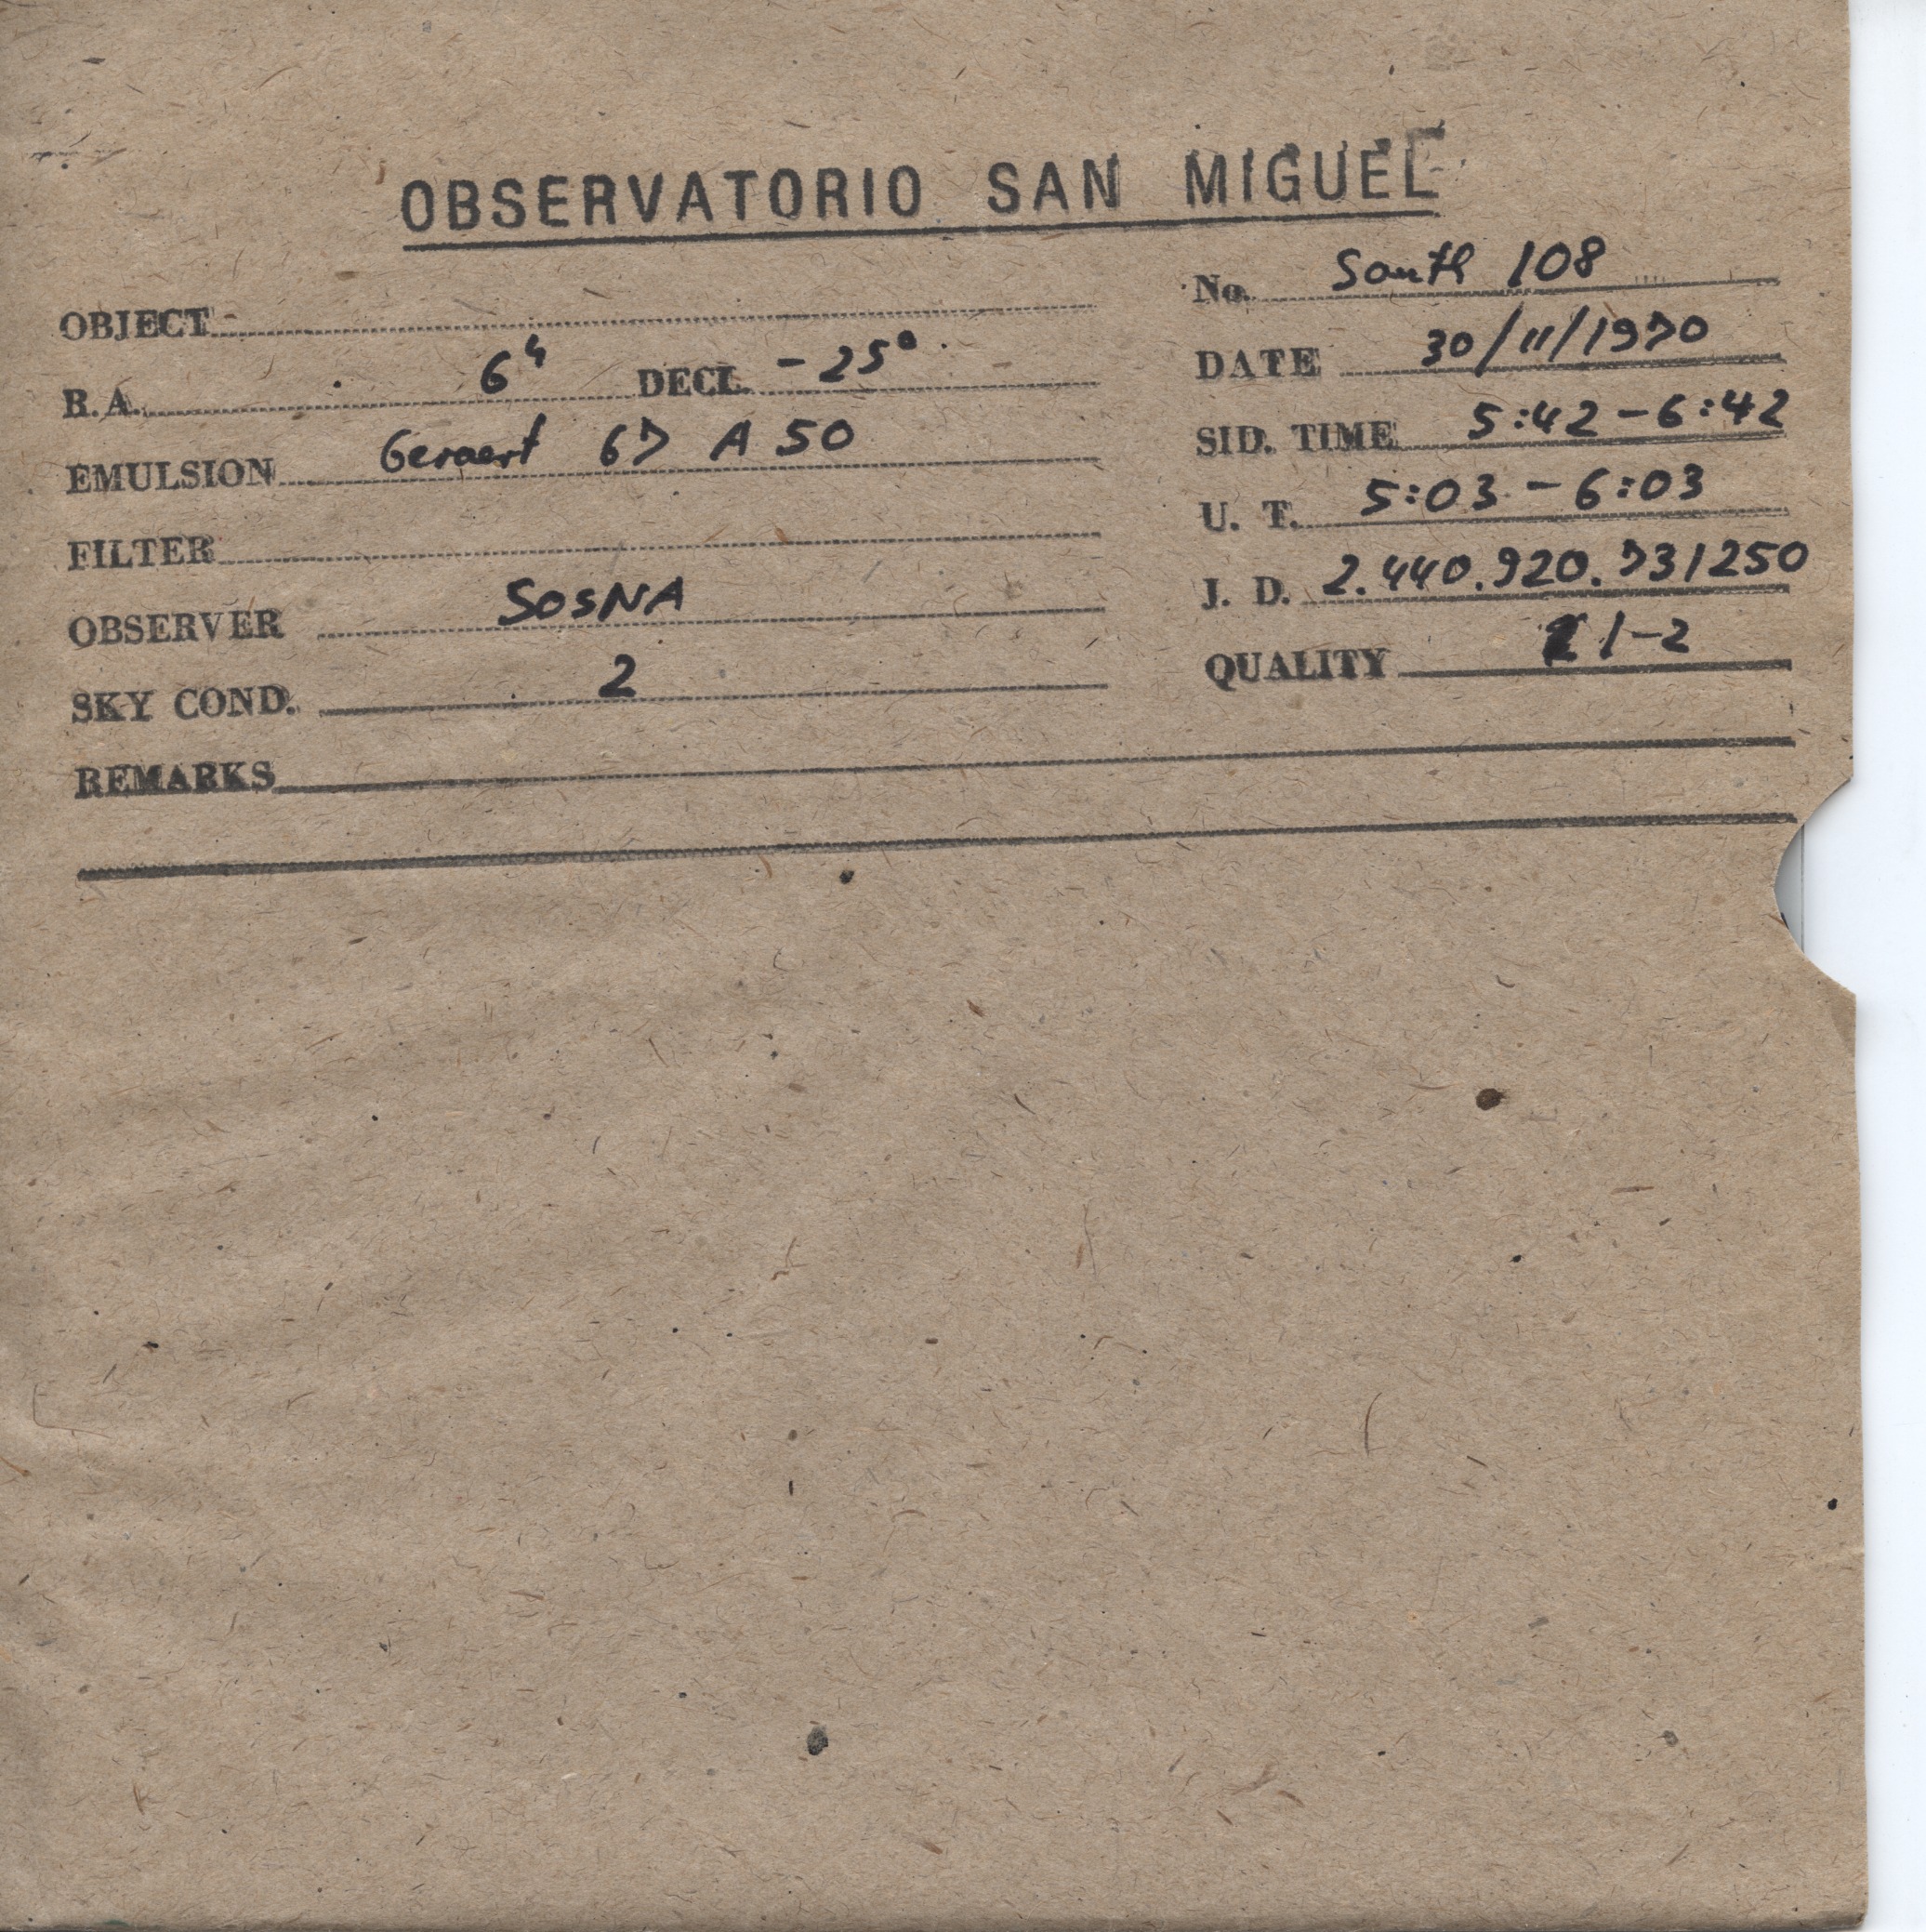 OBSERVATORIO SAN MIGUEL
No. South 108
OBJECT
DATE 30/11/1970
R.A. 6h DECL. -25°
SID. TIME 5:42-6:42
EMULSION Geraert 67 A 50
U. T. 5:03-6:03
FILTER
J. D. 2.440.920.731250
OBSERVER SOSNA
QUALITY 1-2
SKY COND. 2
REMARKS